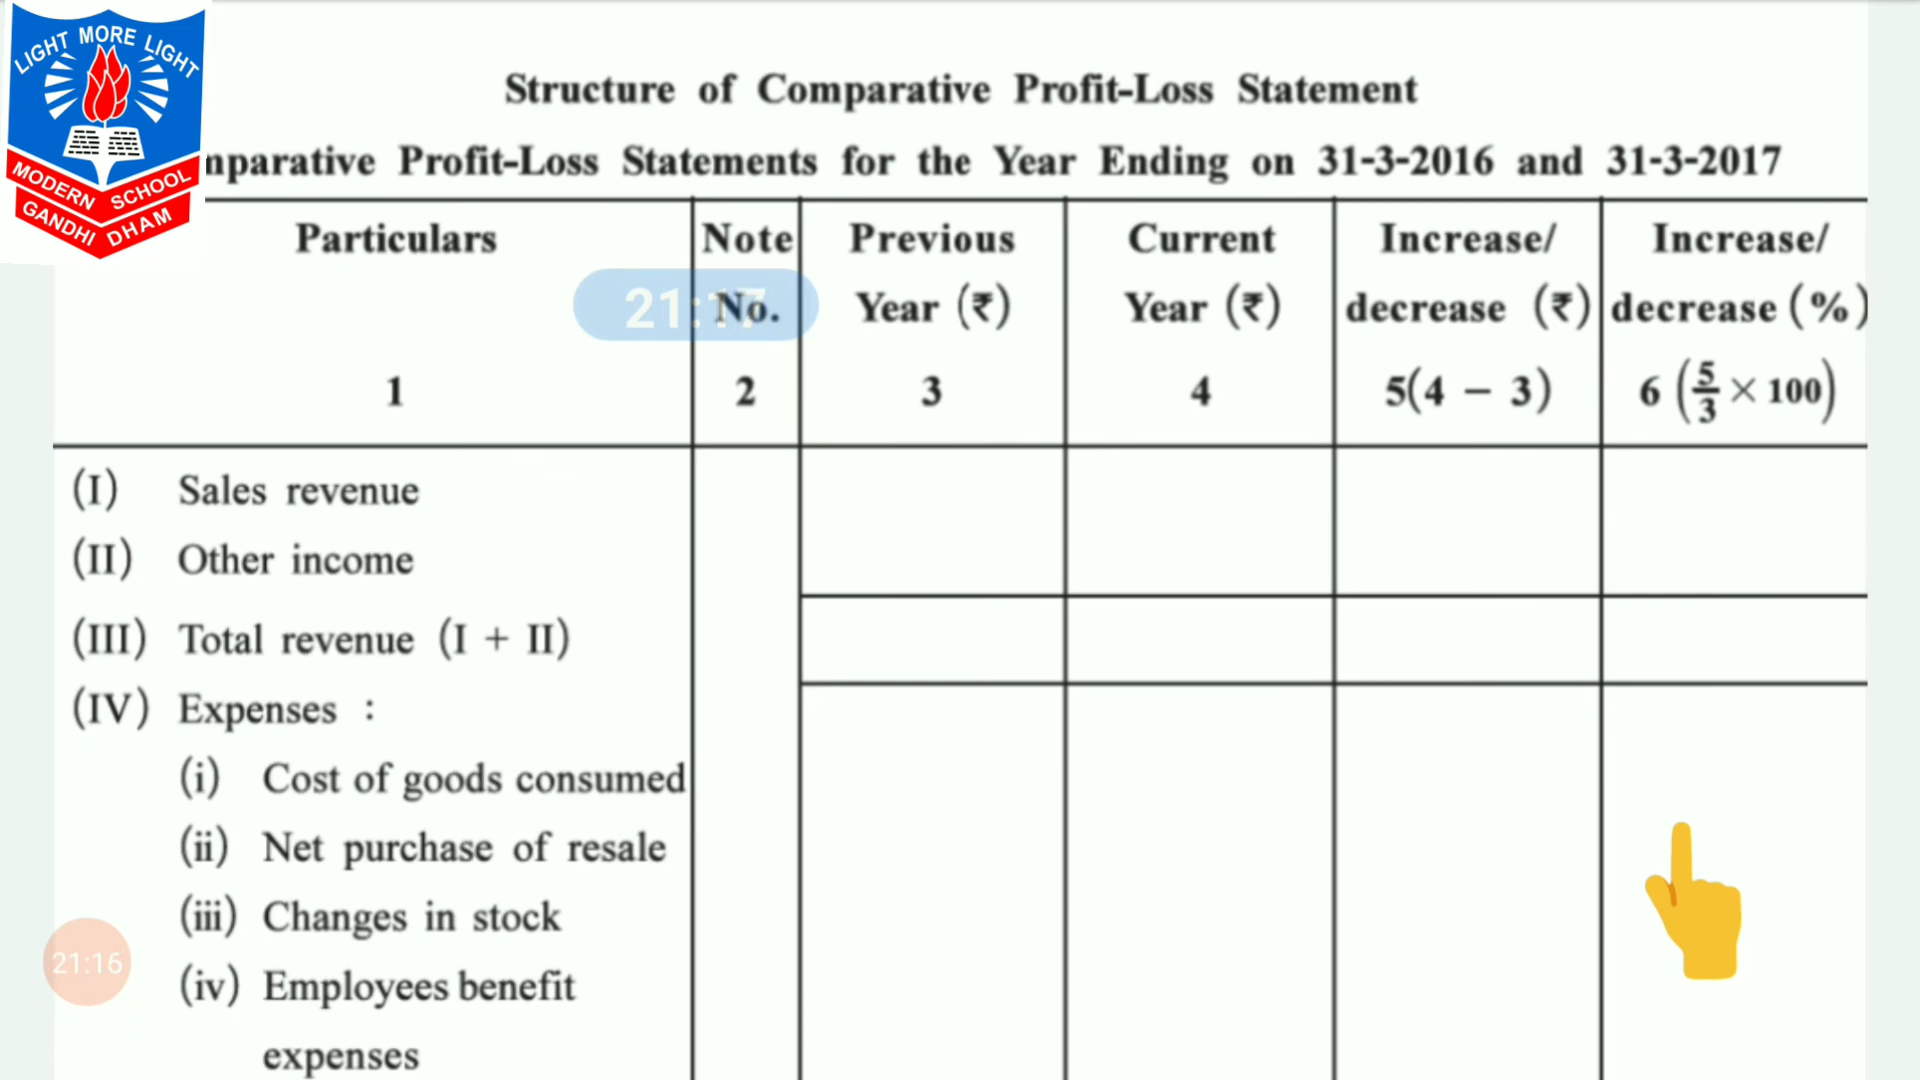 LIGHT MORE LIGHT
MODERN SCHOOL
GANDHI DHAM
Structure of Comparative Profit-Loss Statement
mparative Profit-Loss Statements for the Year Ending on 31-3-2016 and 31-3-2017
Particulars Note Previous Current Increase/ Increase/
No. Year (₹) Year (₹) decrease (₹) decrease (%)
21:17
1 2 3 4 5(4 – 3) 6 (5/3 × 100)
(I) Sales revenue
(II) Other income
(III) Total revenue (I + II)
(IV) Expenses :
(i) Cost of goods consumed
(ii) Net purchase of resale
(iii) Changes in stock
21:16
(iv) Employees benefit
expenses